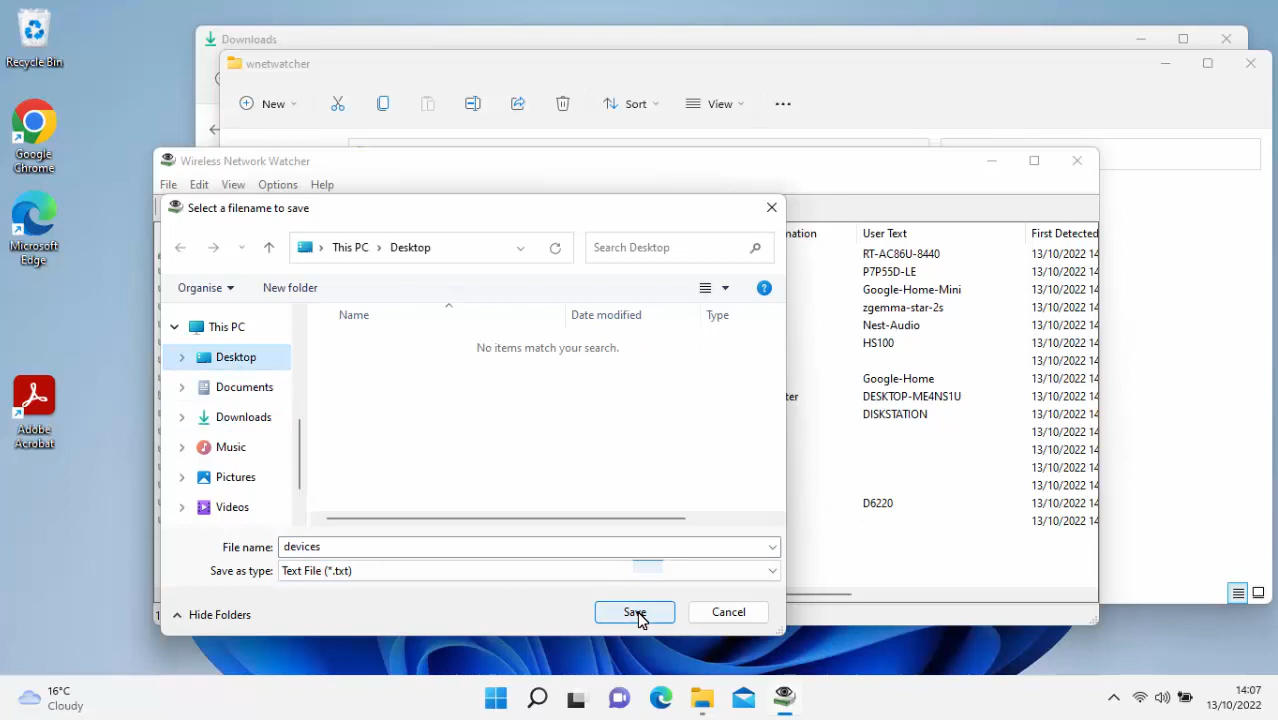 Recycle Bin
Google
Chrome
Microsoft
Edge
Adobe
Acrobat
Downloads
wnetwatcher
New
Sort
View
Wireless Network Watcher
File Edit View Options Help
Select a filename to save
This PC > Desktop
Search Desktop
Organise
New folder
This PC
Desktop
Documents
Downloads
Music
Pictures
Videos
Name
Date modified
Type
No items match your search.
File name: devices
Save as type: Text File (*.txt)
Hide Folders
Save
Cancel
User Text First Detected
RT-AC86U-8440 13/10/2022 14
P7P55D-LE 13/10/2022 14
Google-Home-Mini 13/10/2022 14
zgemma-star-2s 13/10/2022 14
Nest-Audio 13/10/2022 14
HS100 13/10/2022 14
13/10/2022 14
Google-Home 13/10/2022 14
DESKTOP-ME4NS1U 13/10/2022 14
DISKSTATION 13/10/2022 14
13/10/2022 14
13/10/2022 14
13/10/2022 14
13/10/2022 14
D6220 13/10/2022 14
13/10/2022 14
16°C
Cloudy
14:07
13/10/2022